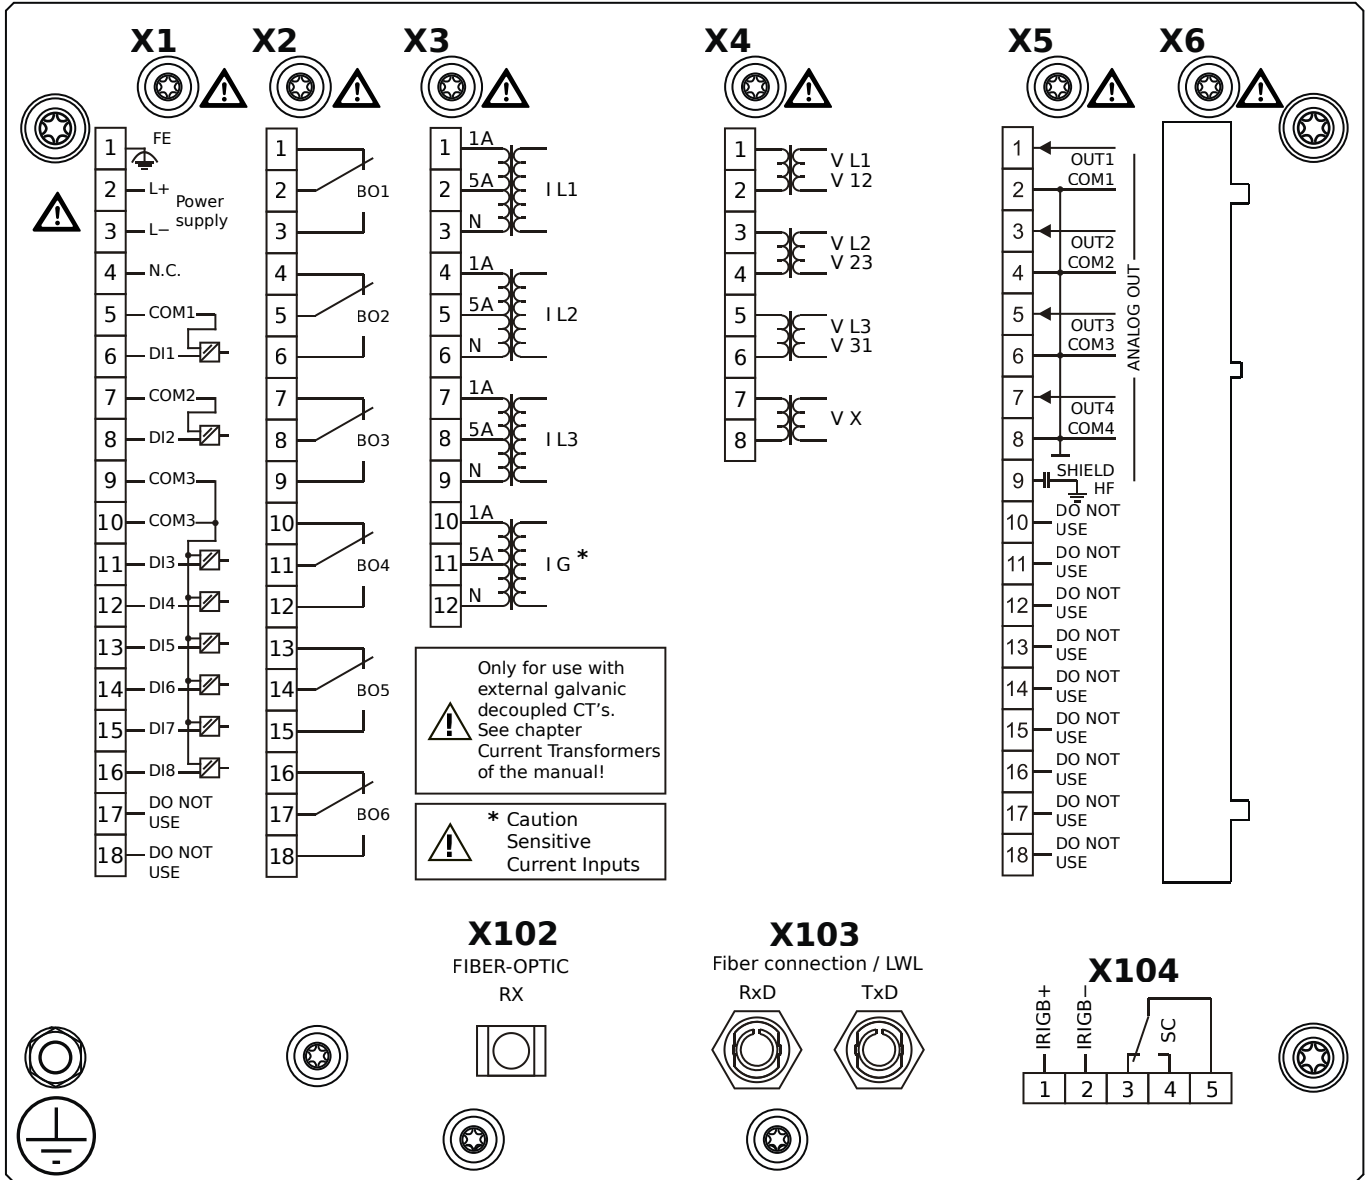 X1 X2 X3 X4 X5 X6
1 FE
2 L+
Power
supply
3 L−
4 N.C.
5 COM1
6 DI1
7 COM2
8 DI2
9 COM3
10 COM3
11 DI3
12 DI4
13 DI5
14 DI6
15 DI7
16 DI8
17 DO NOT
USE
18 DO NOT
USE
1
2 BO1
3
4
5 BO2
6
7
8 BO3
9
10
11 BO4
12
13
14 BO5
15
16
17 BO6
18
1 1A
2 5A I L1
3 N
4 1A
5 5A I L2
6 N
7 1A
8 5A I L3
9 N
10 1A
11 5A I G *
12 N
Only for use with
external galvanic
decoupled CT's.
See chapter
Current Transformers
of the manual!
* Caution
Sensitive
Current Inputs
1 V L1
2 V 12
3 V L2
4 V 23
5 V L3
6 V 31
7 V X
8
1 OUT1
2 COM1
3 OUT2
4 COM2
5 OUT3
6 COM3
7 OUT4
8 COM4
ANALOG OUT
9 SHIELD
HF
10 DO NOT
USE
11 DO NOT
USE
12 DO NOT
USE
13 DO NOT
USE
14 DO NOT
USE
15 DO NOT
USE
16 DO NOT
USE
17 DO NOT
USE
18 DO NOT
USE
X102
FIBER-OPTIC
RX
X103
Fiber connection / LWL
RxD TxD
X104
IRIGB+ IRIGB− SC
1 2 3 4 5